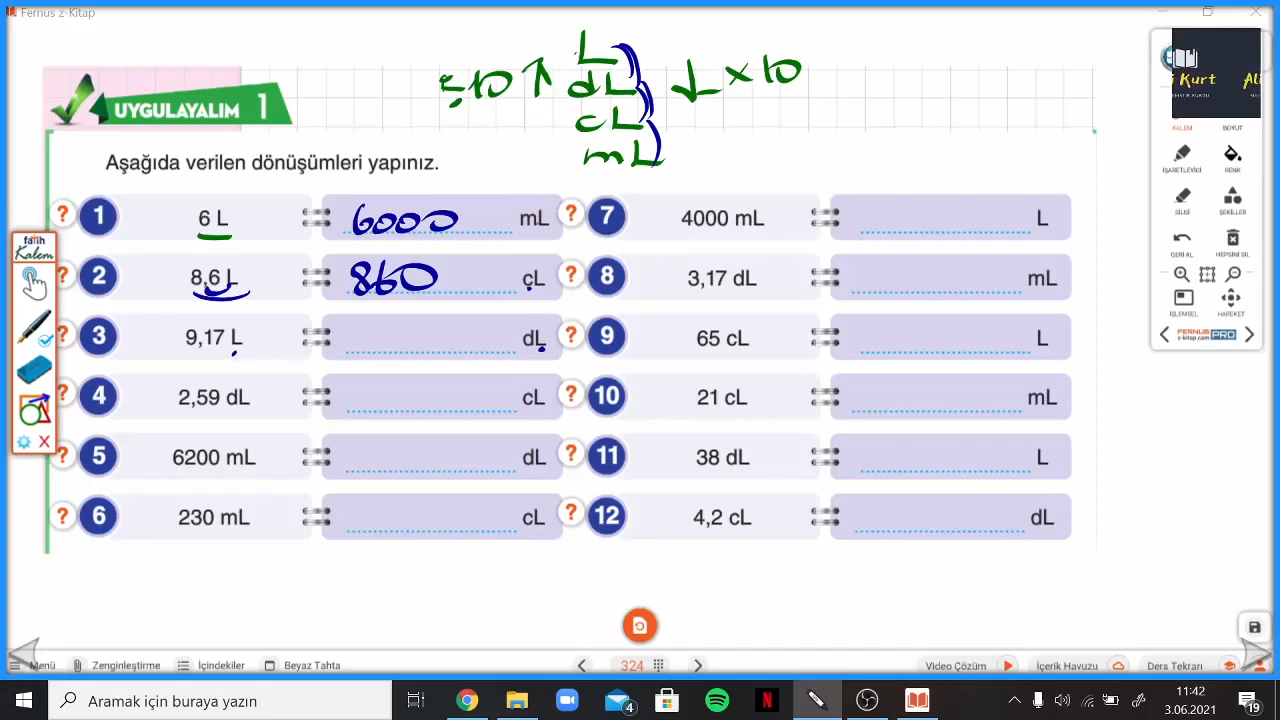 Fernus z-Kitap
L
÷10 ↑ dL ↓ x10
cL
mL
UYGULAYALIM 1
Aşağıda verilen dönüşümleri yapınız.
? 1 6 L 6000 mL
? 2 8,6 L 860 cL
? 3 9,17 L dL
? 4 2,59 dL cL
? 5 6200 mL dL
? 6 230 mL cL
? 7 4000 mL L
? 8 3,17 dL mL
? 9 65 cL L
? 10 21 cL mL
? 11 38 dL L
? 12 4,2 cL dL
fatih
Kalem
Kurt
KALEM BOYUT
İŞARETLEYİCİ RENK
SİLGİ ŞEKİLLER
GERİ AL HEPSİNİ SİL
İŞLEMSEL HAREKET
FERNUS
z-kitap.com PRO
Menü Zenginleştirme İçindekiler Beyaz Tahta 324 Video Çözüm İçerik Havuzu Ders Tekrarı
Aramak için buraya yazın
4
11:42
3.06.2021
19